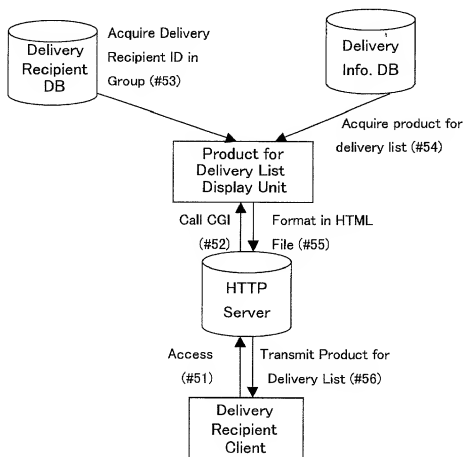 Delivery
Recipient
DB
Acquire Delivery
Recipient ID in
Group (#53)
Delivery
Info. DB
Acquire product for
delivery list (#54)
Product for
Delivery List
Display Unit
Call CGI
(#52)
Format in HTML
File (#55)
HTTP
Server
Access
(#51)
Transmit Product for
Delivery List (#56)
Delivery
Recipient
Client